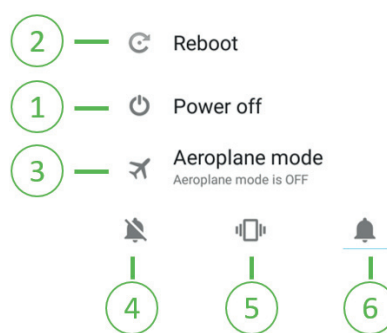 2 Reboot
1 Power off
3 Aeroplane mode
Aeroplane mode is OFF
4 5 6